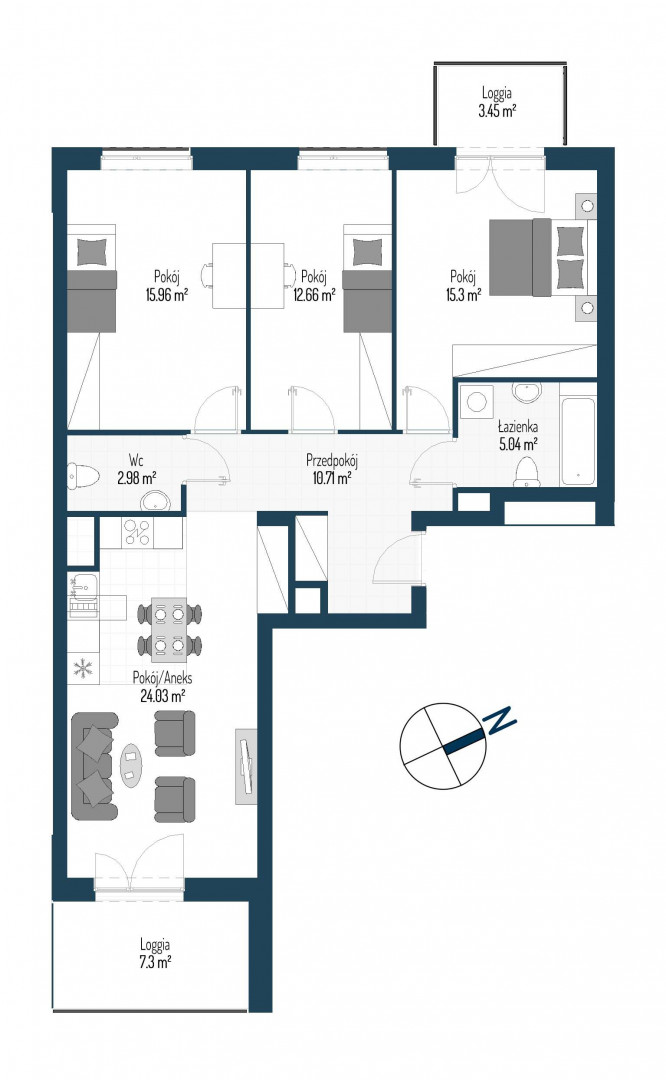 Loggia
3.45 m²
Pokój
15.96 m²
Pokój
12.66 m²
Pokój
15.3 m²
Łazienka
5.04 m²
Wc
2.98 m²
Przedpokój
10.71 m²
Pokój/Aneks
24.03 m²
N
Loggia
7.3 m²